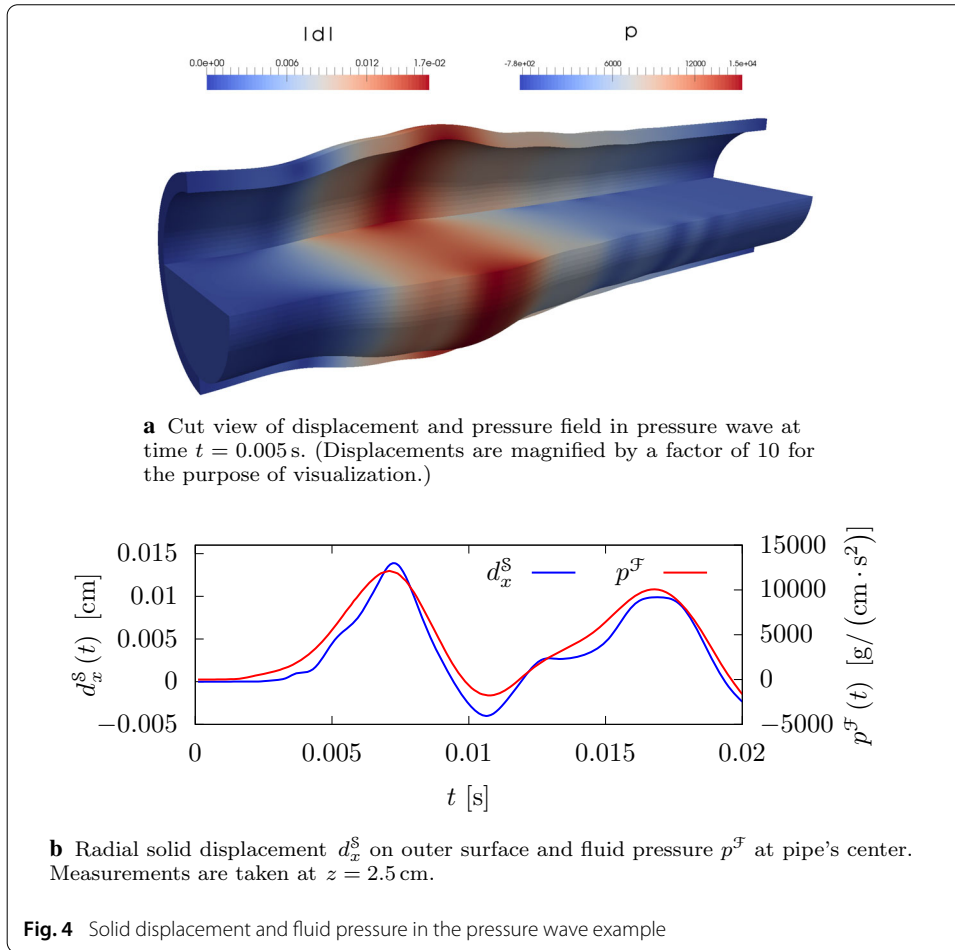 |d| p
0.0e+00 0.006 0.012 1.7e-02 -7.8e+02 6000 12000 1.5e+04
a Cut view of displacement and pressure field in pressure wave at
time t = 0.005 s. (Displacements are magnified by a factor of 10 for
the purpose of visualization.)
0.015 15000
d_x^𝒮 p^ℱ
0.01 10000
0.005 5000
0 0
−0.005 −5000
d_x^𝒮 (t) [cm]
p^ℱ (t) [g/ (cm · s²)]
0 0.005 0.01 0.015 0.02
t [s]
b Radial solid displacement d_x^𝒮 on outer surface and fluid pressure p^ℱ at pipe's center.
Measurements are taken at z = 2.5 cm.
Fig. 4 Solid displacement and fluid pressure in the pressure wave example